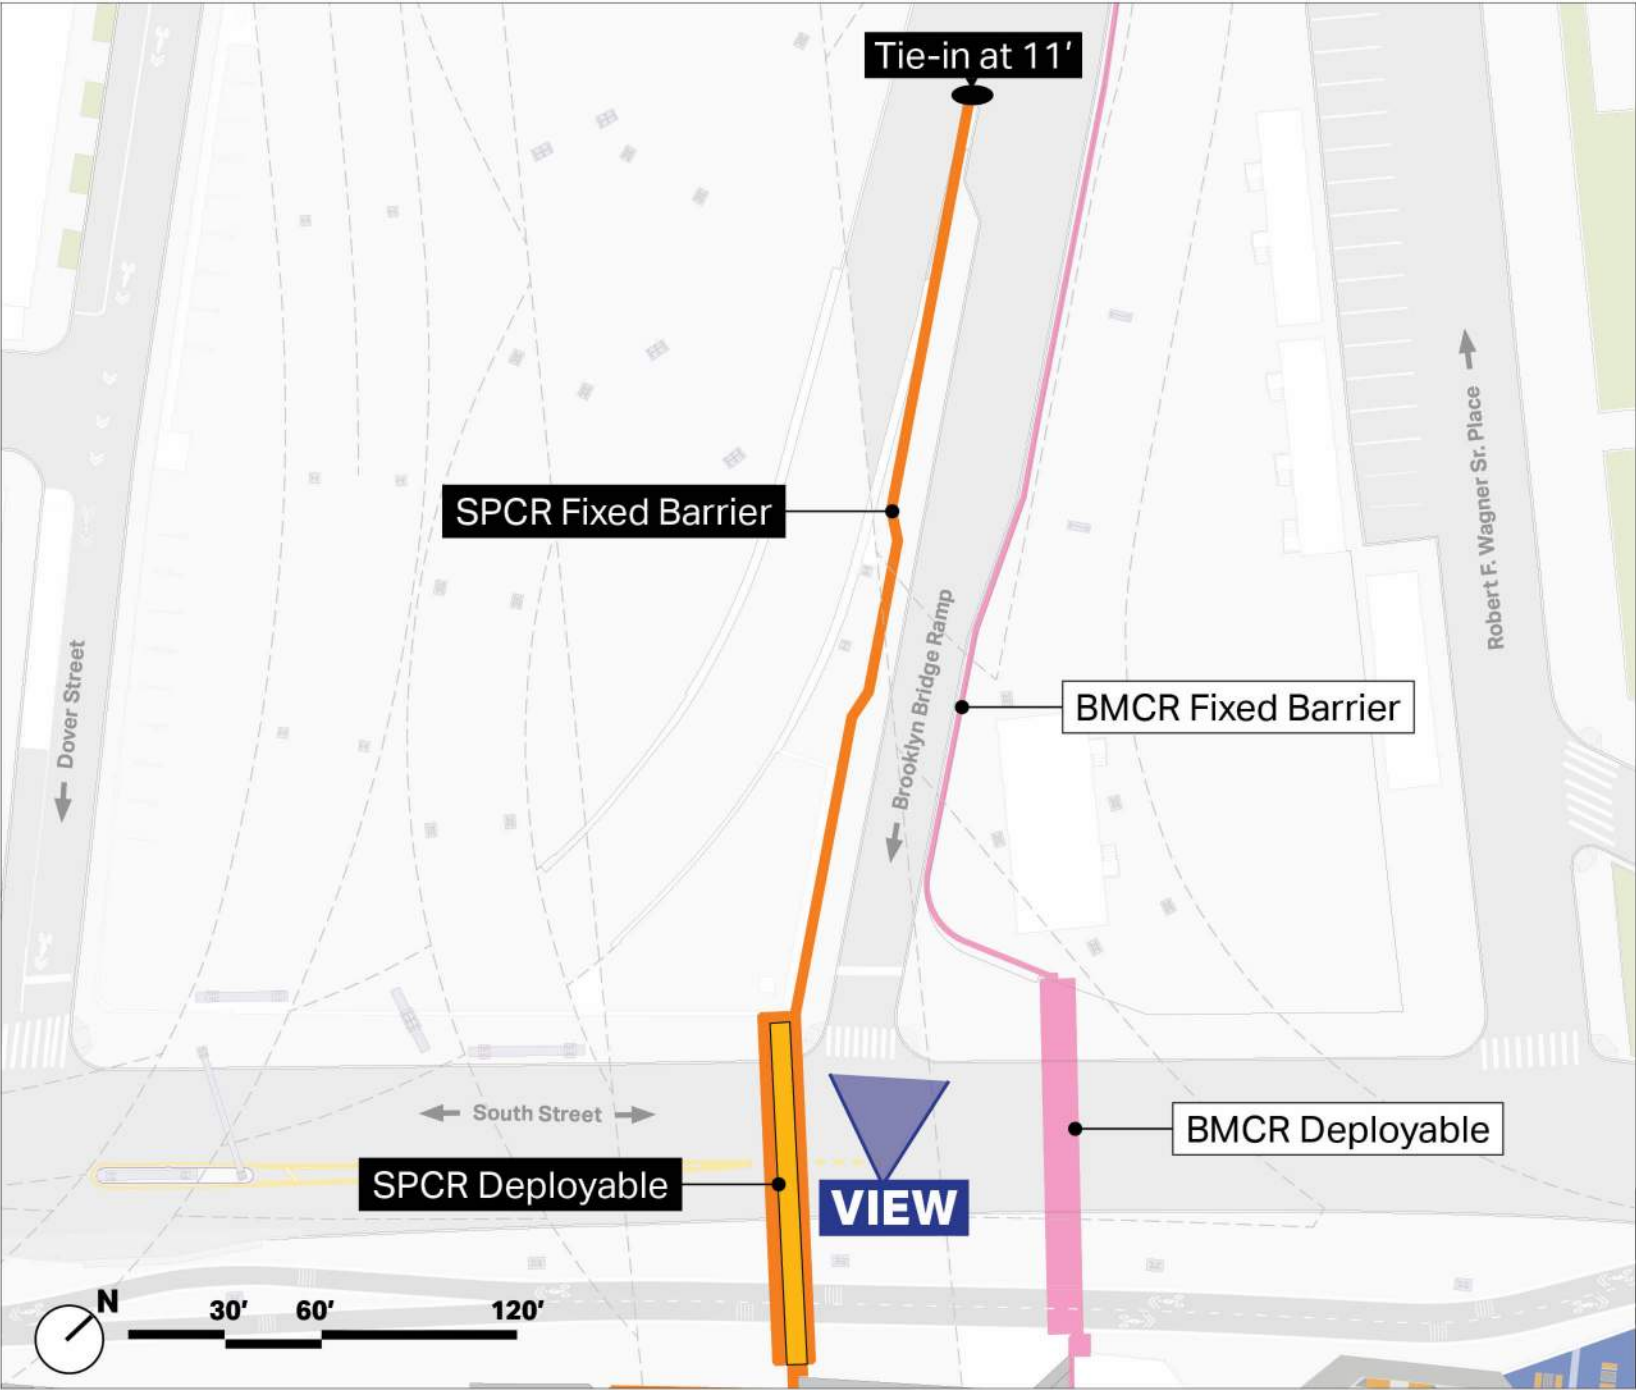 Tie-in at 11′
SPCR Fixed Barrier
Robert F. Wagner Sr. Place
Brooklyn Bridge Ramp
Dover Street
BMCR Fixed Barrier
South Street
BMCR Deployable
SPCR Deployable
VIEW
N
30′ 60′ 120′